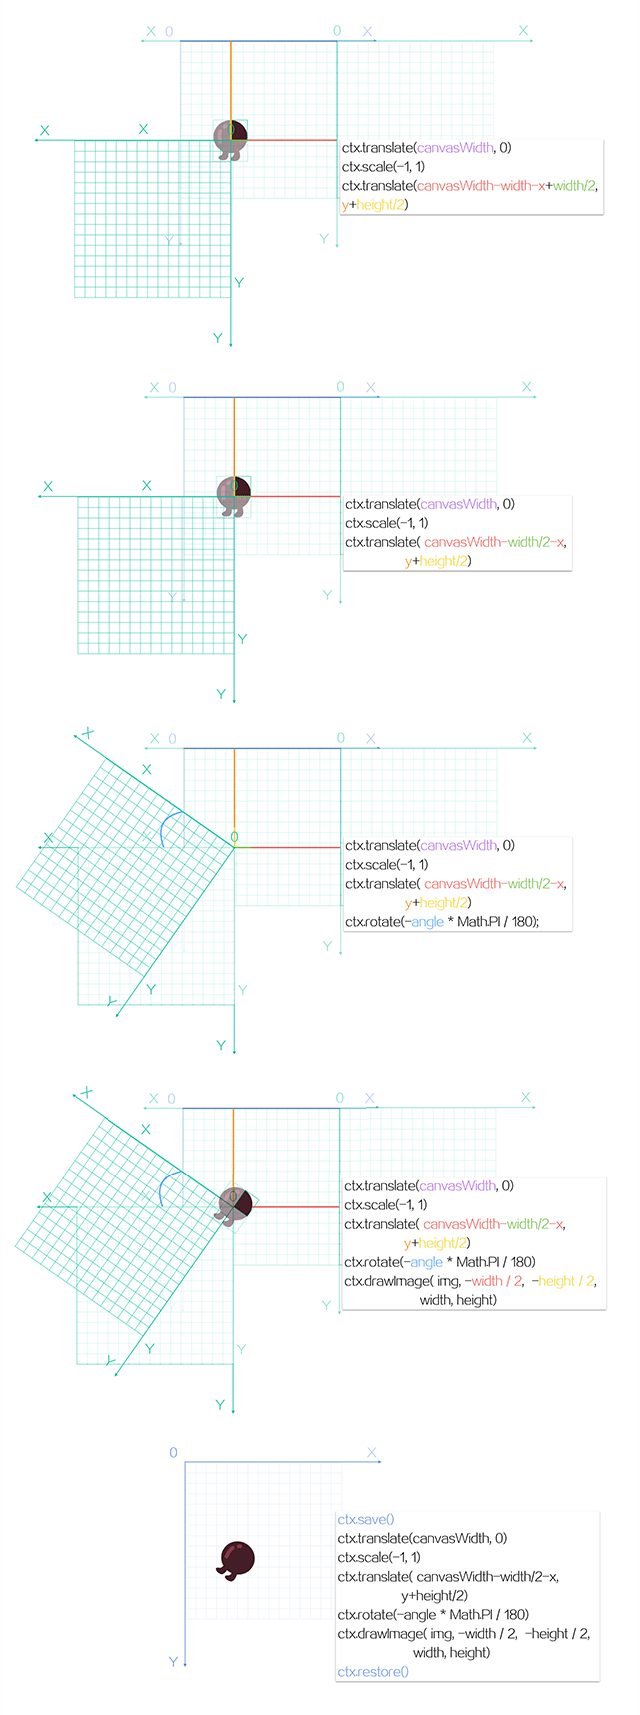 X 0 0 X X
0
X X
ctx.translate(canvasWidth, 0)
ctx.scale(-1, 1)
ctx.translate(canvasWidth-width-x+width/2,
y+height/2)
Y Y
Y
Y
X 0 0 X X
0
X X
ctx.translate(canvasWidth, 0)
ctx.scale(-1, 1)
ctx.translate( canvasWidth-width/2-x,
y+height/2)
Y Y
Y
Y
X
X 0 0 X X
X
0
X
ctx.translate(canvasWidth, 0)
ctx.scale(-1, 1)
ctx.translate( canvasWidth-width/2-x,
y+height/2)
ctx.rotate(-angle * Math.PI / 180);
Y
Y Y
Y
Y
X
X 0 0 X X
X
0
X
ctx.translate(canvasWidth, 0)
ctx.scale(-1, 1)
ctx.translate( canvasWidth-width/2-x,
y+height/2)
ctx.rotate(-angle * Math.PI / 180)
ctx.drawImage( img, -width / 2, -height / 2,
width, height)
Y
Y Y
Y
Y
0 X
ctx.save()
ctx.translate(canvasWidth, 0)
ctx.scale(-1, 1)
ctx.translate( canvasWidth-width/2-x,
y+height/2)
ctx.rotate(-angle * Math.PI / 180)
ctx.drawImage( img, -width / 2, -height / 2,
width, height)
Y
ctx.restore()